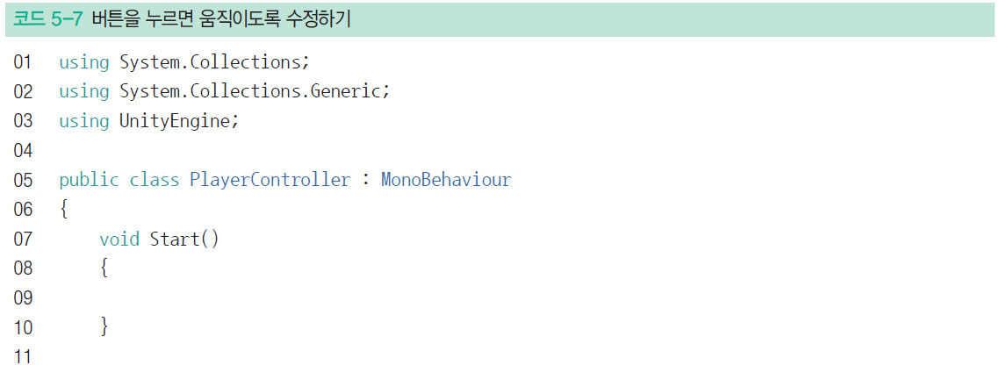 코드 5-7 버튼을 누르면 움직이도록 수정하기
01 using System.Collections;
02 using System.Collections.Generic;
03 using UnityEngine;
04
05 public class PlayerController : MonoBehaviour
06 {
07     void Start()
08     {
09
10     }
11